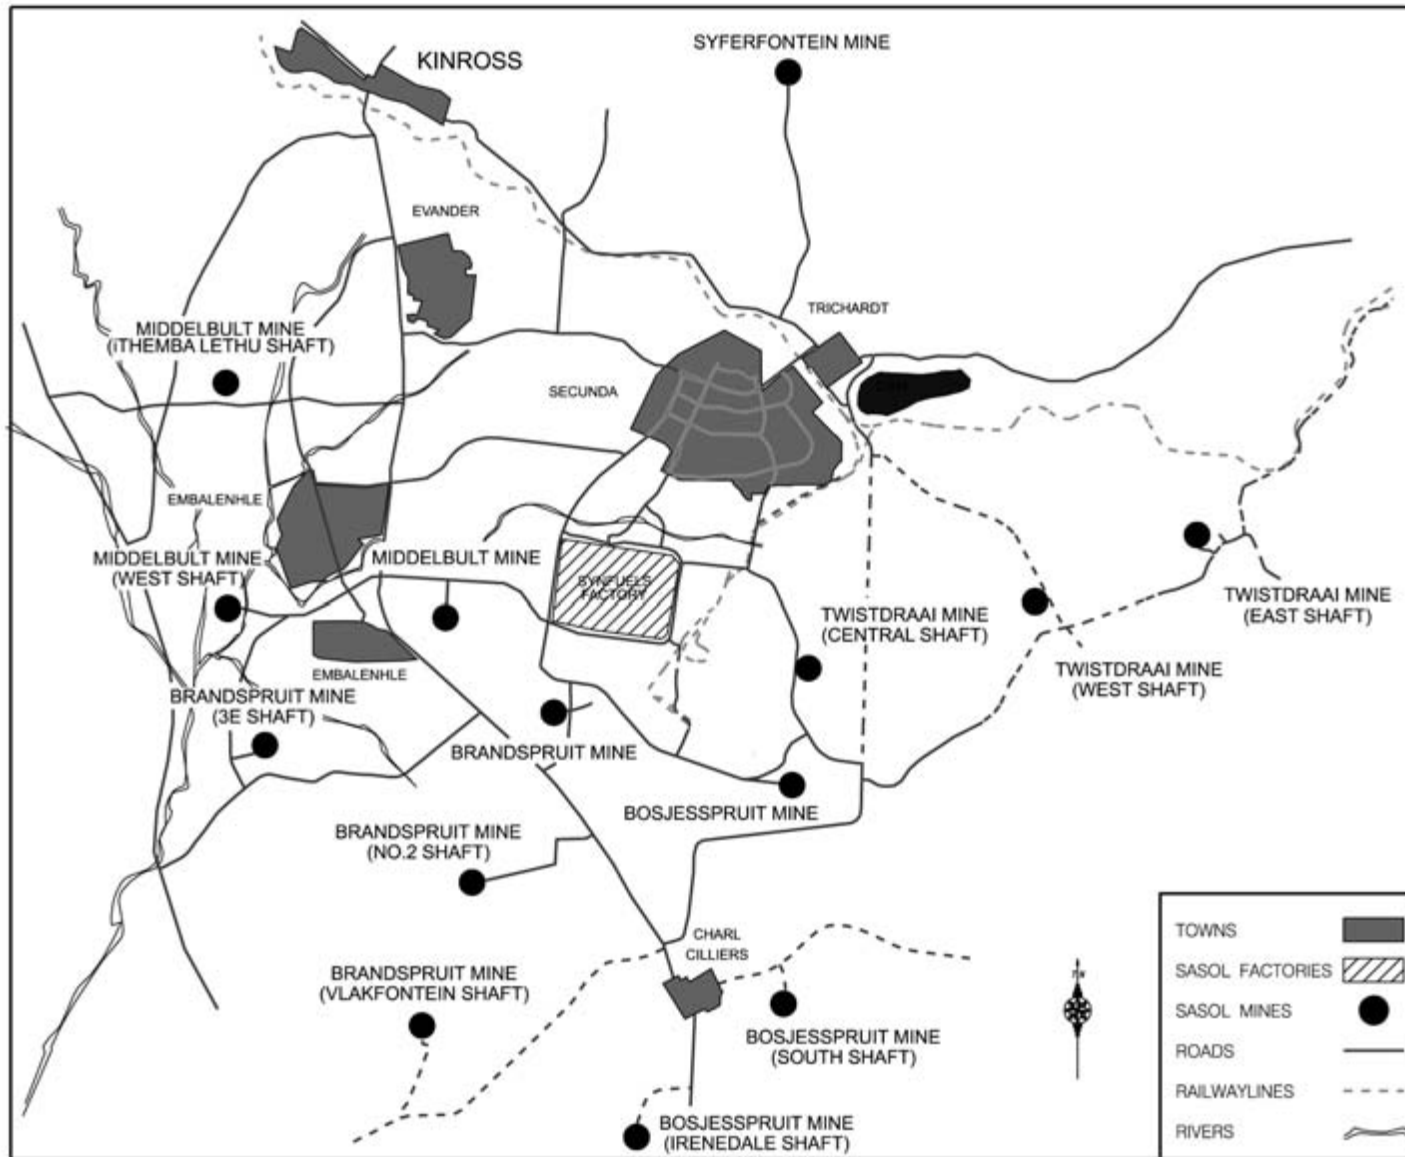 KINROSS
SYFERFONTEIN MINE
EVANDER
TRICHARDT
MIDDELBULT MINE
(iTHEMBA LETHU SHAFT)
SECUNDA
EMBALENHLE
MIDDELBULT MINE
(WEST SHAFT)
MIDDELBULT MINE
SYNFUELS
FACTORY
TWISTDRAAI MINE
(CENTRAL SHAFT)
TWISTDRAAI MINE
(EAST SHAFT)
TWISTDRAAI MINE
(WEST SHAFT)
EMBALENHLE
BRANDSPRUIT MINE
(3E SHAFT)
BRANDSPRUIT MINE
BOSJESSPRUIT MINE
BRANDSPRUIT MINE
(NO.2 SHAFT)
CHARL
CILLIERS
BRANDSPRUIT MINE
(VLAKFONTEIN SHAFT)
BOSJESSPRUIT MINE
(SOUTH SHAFT)
BOSJESSPRUIT MINE
(IRENEDALE SHAFT)
TOWNS
SASOL FACTORIES
SASOL MINES
ROADS
RAILWAYLINES
RIVERS